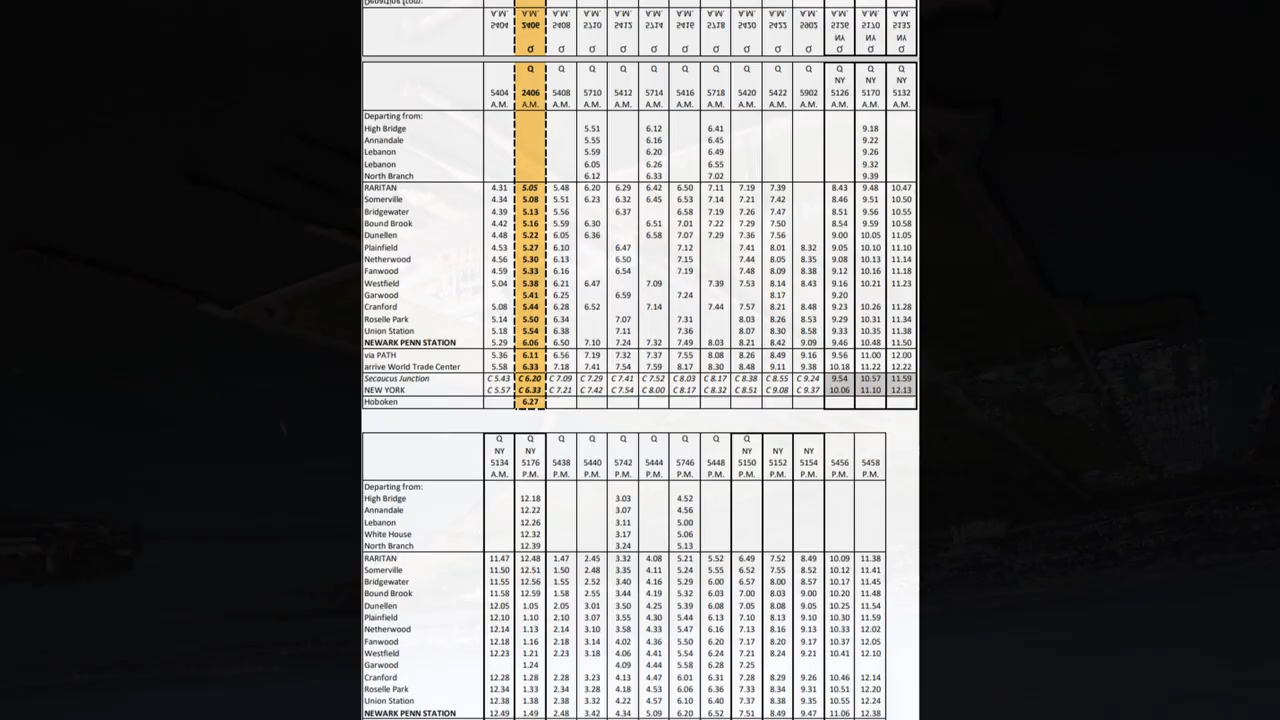 Q Q Q Q Q Q Q Q Q Q Q Q Q
NY NY NY
5404 2406 5408 5710 5412 5714 5416 5718 5420 5422 5902 5126 5170 5132
A.M. A.M. A.M. A.M. A.M. A.M. A.M. A.M. A.M. A.M. A.M. A.M. A.M. A.M.
Departing from:
High Bridge 5.51 6.12 6.41 9.18
Annandale 5.55 6.16 6.45 9.22
Lebanon 5.59 6.20 6.49 9.26
Lebanon 6.05 6.26 6.55 9.32
North Branch 6.12 6.33 7.02 9.39
RARITAN 4.31 5.05 5.48 6.20 6.29 6.42 6.50 7.11 7.19 7.39 8.43 9.48 10.47
Somerville 4.34 5.08 5.51 6.23 6.32 6.45 6.53 7.14 7.21 7.42 8.46 9.51 10.50
Bridgewater 4.39 5.13 5.56 6.37 6.58 7.19 7.26 7.47 8.51 9.56 10.55
Bound Brook 4.42 5.16 5.59 6.30 6.51 7.01 7.22 7.29 7.50 8.54 9.59 10.58
Dunellen 4.48 5.22 6.05 6.36 6.58 7.07 7.29 7.36 7.56 9.00 10.05 11.05
Plainfield 4.53 5.27 6.10 6.47 7.12 7.41 8.01 8.32 9.05 10.10 11.10
Netherwood 4.56 5.30 6.13 6.50 7.15 7.44 8.05 8.35 9.08 10.13 11.14
Fanwood 4.59 5.33 6.16 6.54 7.19 7.48 8.09 8.38 9.12 10.16 11.18
Westfield 5.04 5.38 6.21 6.47 7.09 7.39 7.53 8.14 8.43 9.16 10.21 11.23
Garwood 5.41 6.25 6.59 7.24 8.17 9.20
Cranford 5.08 5.44 6.28 6.52 7.14 7.44 7.57 8.21 8.48 9.23 10.26 11.28
Roselle Park 5.14 5.50 6.34 7.07 7.31 8.03 8.26 8.53 9.29 10.31 11.34
Union Station 5.18 5.54 6.38 7.11 7.36 8.07 8.30 8.58 9.33 10.35 11.38
NEWARK PENN STATION 5.29 6.06 6.50 7.10 7.24 7.32 7.49 8.03 8.21 8.42 9.09 9.46 10.48 11.50
via PATH 5.36 6.11 6.56 7.19 7.32 7.37 7.55 8.08 8.26 8.49 9.16 9.56 11.00 12.00
arrive World Trade Center 5.58 6.33 7.18 7.41 7.54 7.59 8.17 8.30 8.48 9.11 9.38 10.18 11.22 12.22
Secaucus Junction C 5.43 C 6.20 C 7.09 C 7.29 C 7.41 C 7.52 C 8.03 C 8.17 C 8.38 C 8.55 C 9.24 9.54 10.57 11.59
NEW YORK C 5.57 C 6.33 C 7.21 C 7.42 C 7.54 C 8.00 C 8.17 C 8.32 C 8.51 C 9.08 C 9.37 10.06 11.10 12.13
Hoboken 6.27
Q Q Q Q Q Q Q Q Q
NY NY NY NY NY
5134 5176 5438 5440 5742 5444 5746 5448 5150 5152 5154 5456 5458
A.M. P.M. P.M. P.M. P.M. P.M. P.M. P.M. P.M. P.M. P.M. P.M. P.M.
Departing from:
High Bridge 12.18 3.03 4.52
Annandale 12.22 3.07 4.56
Lebanon 12.26 3.11 5.00
White House 12.32 3.17 5.06
North Branch 12.39 3.24 5.13
RARITAN 11.47 12.48 1.47 2.45 3.32 4.08 5.21 5.52 6.49 7.52 8.49 10.09 11.38
Somerville 11.50 12.51 1.50 2.48 3.35 4.11 5.24 5.55 6.52 7.55 8.52 10.12 11.41
Bridgewater 11.55 12.56 1.55 2.52 3.40 4.16 5.29 6.00 6.57 8.00 8.57 10.17 11.45
Bound Brook 11.58 12.59 1.58 2.55 3.44 4.19 5.32 6.03 7.00 8.03 9.00 10.20 11.48
Dunellen 12.05 1.05 2.05 3.01 3.50 4.25 5.39 6.08 7.05 8.08 9.05 10.25 11.54
Plainfield 12.10 1.10 2.10 3.07 3.55 4.30 5.44 6.13 7.10 8.13 9.10 10.30 11.59
Netherwood 12.14 1.13 2.14 3.10 3.58 4.33 5.47 6.16 7.13 8.16 9.13 10.33 12.02
Fanwood 12.18 1.16 2.18 3.14 4.02 4.36 5.50 6.20 7.17 8.20 9.17 10.37 12.05
Westfield 12.23 1.21 2.23 3.18 4.06 4.41 5.54 6.24 7.21 8.24 9.21 10.41 12.10
Garwood 1.24 4.09 4.44 5.58 6.28 7.25
Cranford 12.28 1.28 2.28 3.23 4.13 4.47 6.01 6.31 7.28 8.29 9.26 10.46 12.14
Roselle Park 12.34 1.33 2.34 3.28 4.18 4.53 6.06 6.36 7.33 8.34 9.31 10.51 12.20
Union Station 12.38 1.38 2.38 3.32 4.22 4.57 6.10 6.40 7.37 8.38 9.35 10.55 12.24
NEWARK PENN STATION 12.49 1.49 2.48 3.42 4.34 5.09 6.20 6.52 7.51 8.49 9.47 11.06 12.38